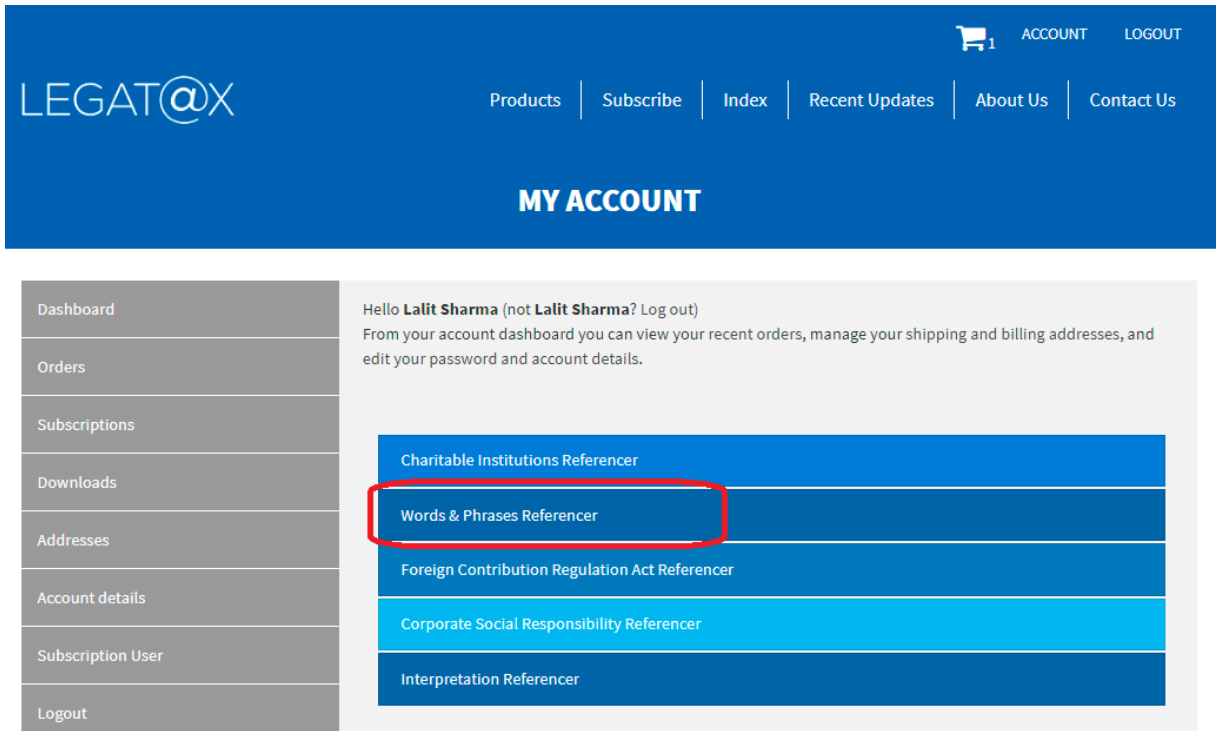 1 ACCOUNT LOGOUT
LEGAT@X
Products Subscribe Index Recent Updates About Us Contact Us
MY ACCOUNT
Dashboard
Orders
Subscriptions
Downloads
Addresses
Account details
Subscription User
Logout
Hello Lalit Sharma (not Lalit Sharma? Log out)
From your account dashboard you can view your recent orders, manage your shipping and billing addresses, and
edit your password and account details.
Charitable Institutions Referencer
Words & Phrases Referencer
Foreign Contribution Regulation Act Referencer
Corporate Social Responsibility Referencer
Interpretation Referencer